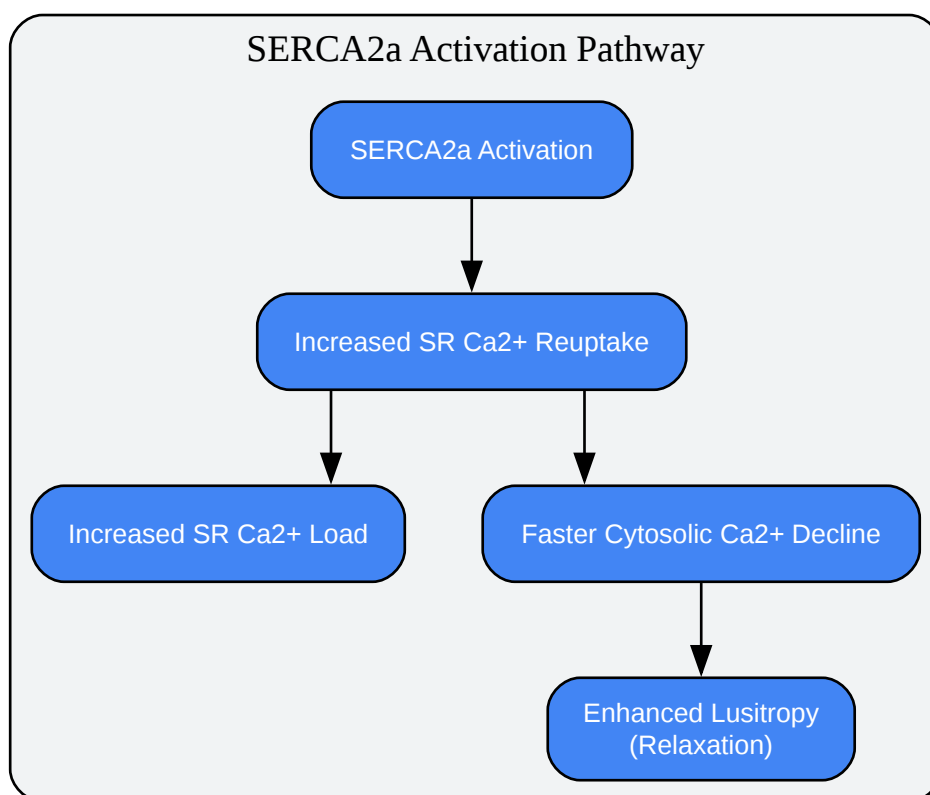 SERCA2a Activation Pathway
SERCA2a Activation
Increased SR Ca2+ Reuptake
Increased SR Ca2+ Load
Faster Cytosolic Ca2+ Decline
Enhanced Lusitropy
(Relaxation)